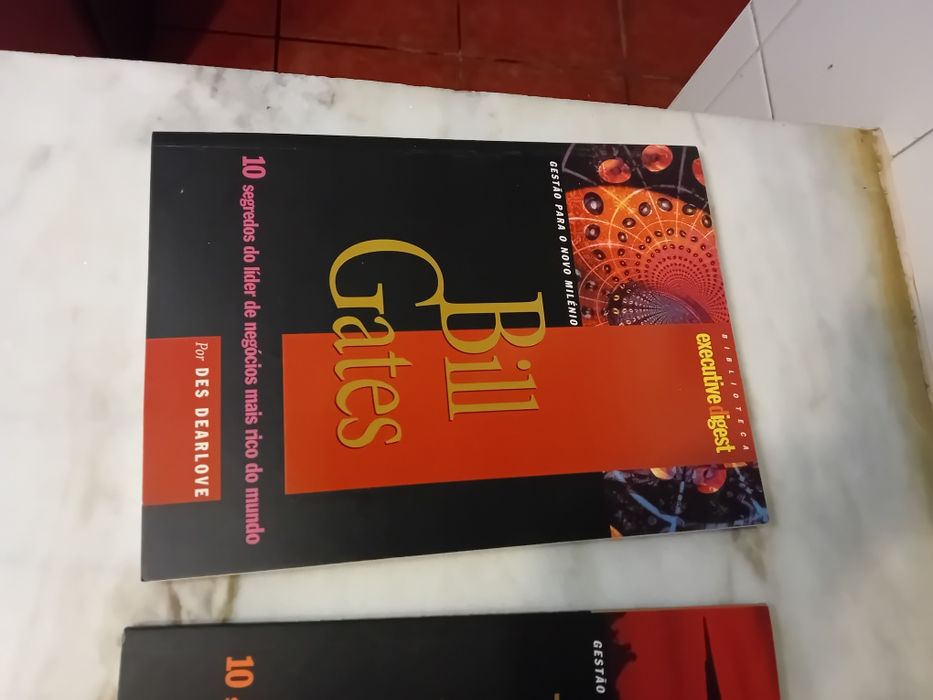 BIBLIOTECA
executive digest
GESTÃO PARA O NOVO MILÊNIO
Bill
Gates
10 segredos do líder de negócios mais rico do mundo
Por DES DEARLOVE
GESTÃO
10